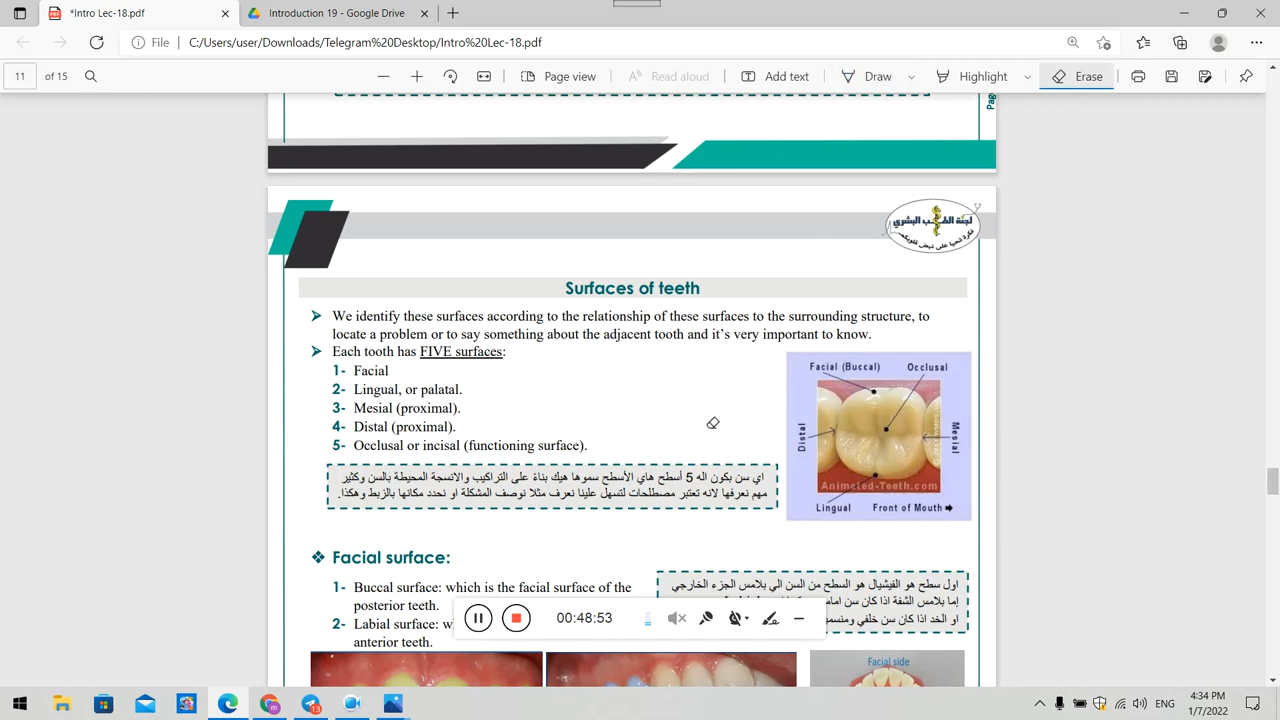 *Intro Lec-18.pdf
Introduction 19 - Google Drive
File
C:/Users/user/Downloads/Telegram%20Desktop/Intro%20Lec-18.pdf
11 of 15
Page view
Read aloud
Add text
Draw
Highlight
Erase
Pag
لجنة الطب البشري
فكرة تحيا على نبض قلوبكم
Surfaces of teeth
We identify these surfaces according to the relationship of these surfaces to the surrounding structure, to
locate a problem or to say something about the adjacent tooth and it's very important to know.
Each tooth has FIVE surfaces:
1- Facial
2- Lingual, or palatal.
3- Mesial (proximal).
4- Distal (proximal).
5- Occlusal or incisal (functioning surface).
Facial (Buccal) Occlusal
Distal
Mesial
Animated-Teeth.com
Lingual Front of Mouth
اي سن بكون اله 5 أسطح هاي الأسطح سموها هيك بناءً على التراكيب والانسجة المحيطة بالسن وكثير
مهم نعرفها لانه تعتبر مصطلحات لتسهل علينا نعرف مثلا نوصف المشكلة او نحدد مكانها بالزبط وهكذا.
Facial surface:
1- Buccal surface: which is the facial surface of the
posterior teeth.
2- Labial surface: w
anterior teeth.
اول سطح هو الفيشيال هو السطح من السن الي بلامس الجزء الخارجي
إما بلامس الشفة اذا كان سن امام
او الخد اذا كان سن خلفي ومنسمي
00:48:53
Facial side
13
ENG
4:34 PM
1/7/2022